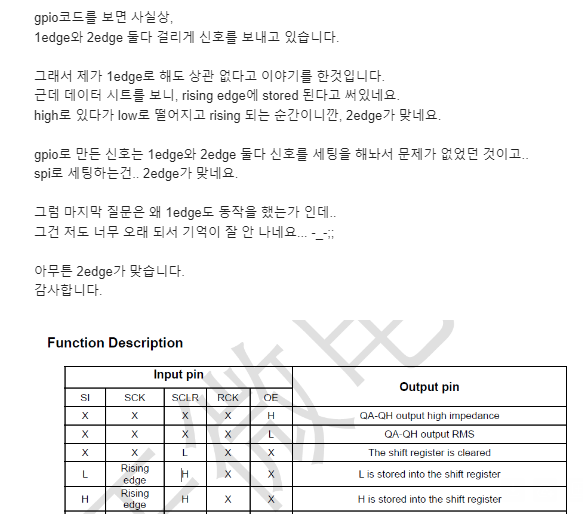 gpio코드를 보면 사실상,
1edge와 2edge 둘다 걸리게 신호를 보내고 있습니다.
그래서 제가 1edge로 해도 상관 없다고 이야기를 한것입니다.
근데 데이터 시트를 보니, rising edge에 stored 된다고 써있네요.
high로 있다가 low로 떨어지고 rising 되는 순간이니깐, 2edge가 맞네요.
gpio로 만든 신호는 1edge와 2edge 둘다 신호를 세팅을 해놔서 문제가 없었던 것이고..
spi로 세팅하는건.. 2edge가 맞네요.
그럼 마지막 질문은 왜 1edge도 동작을 했는가 인데..
그건 저도 너무 오래 되서 기억이 잘 안 나네요... -_-;;
아무튼 2edge가 맞습니다.
감사합니다.
Function Description
Input pin Output pin
SI SCK SCLR RCK OE
X X X X H QA-QH output high impedance
X X X X L QA-QH output RMS
X X L X X The shift register is cleared
L Rising edge H X X L is stored into the shift register
H Rising edge H X X H is stored into the shift register